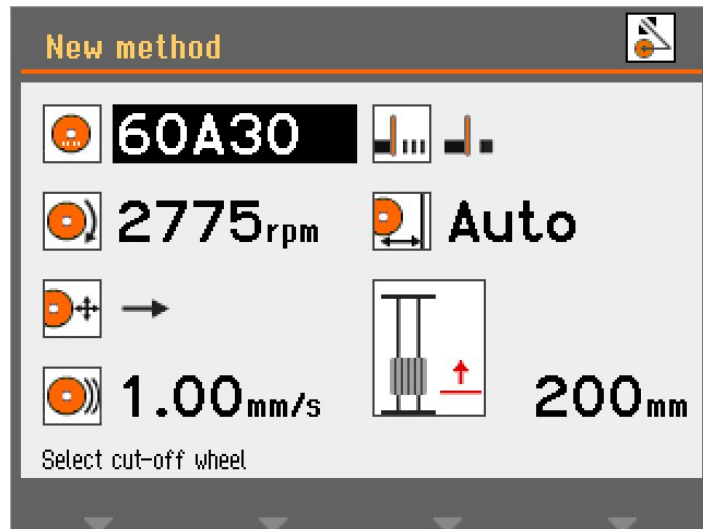 New method
60A30
2775rpm
Auto
1.00mm/s
200mm
Select cut-off wheel